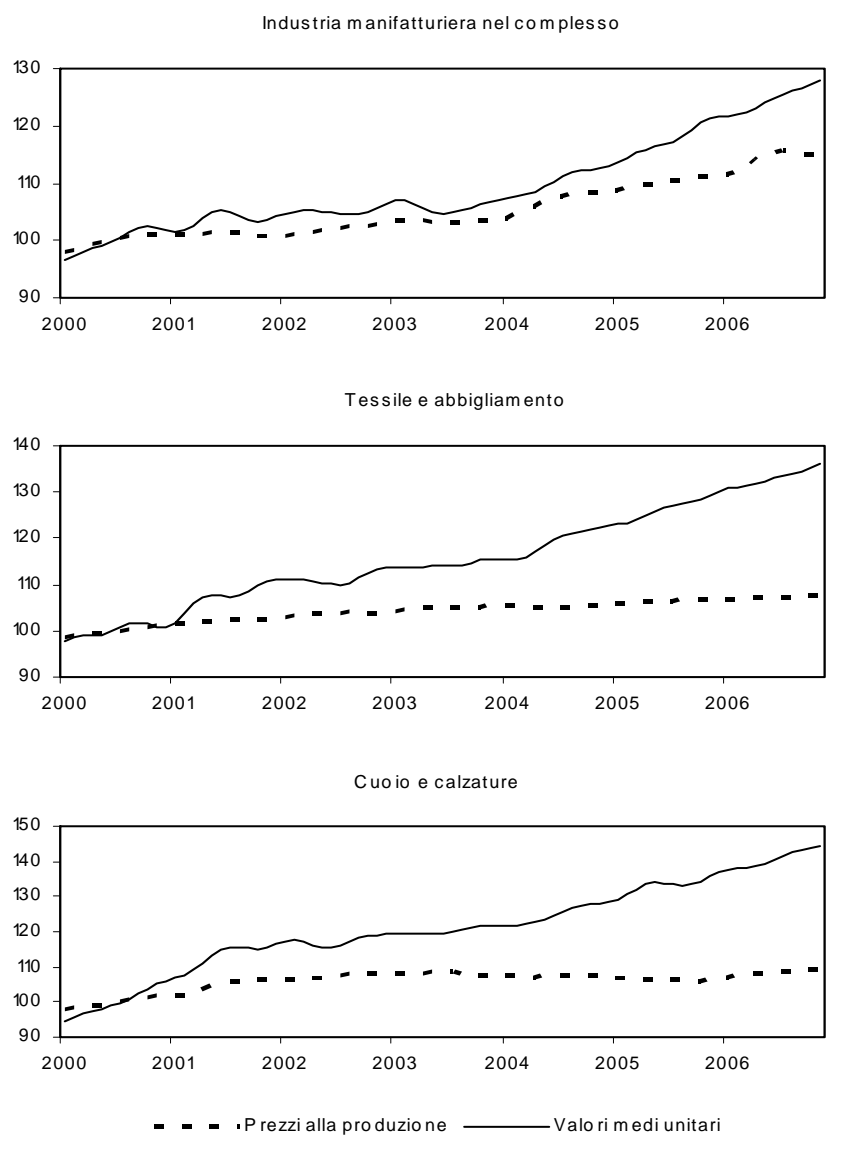 Industria manifatturiera nel complesso
130
120
110
100
90
2000 2001 2002 2003 2004 2005 2006
Tessile e abbigliamento
140
130
120
110
100
90
2000 2001 2002 2003 2004 2005 2006
Cuoio e calzature
150
140
130
120
110
100
90
2000 2001 2002 2003 2004 2005 2006
Prezzi alla produzione Valori medi unitari